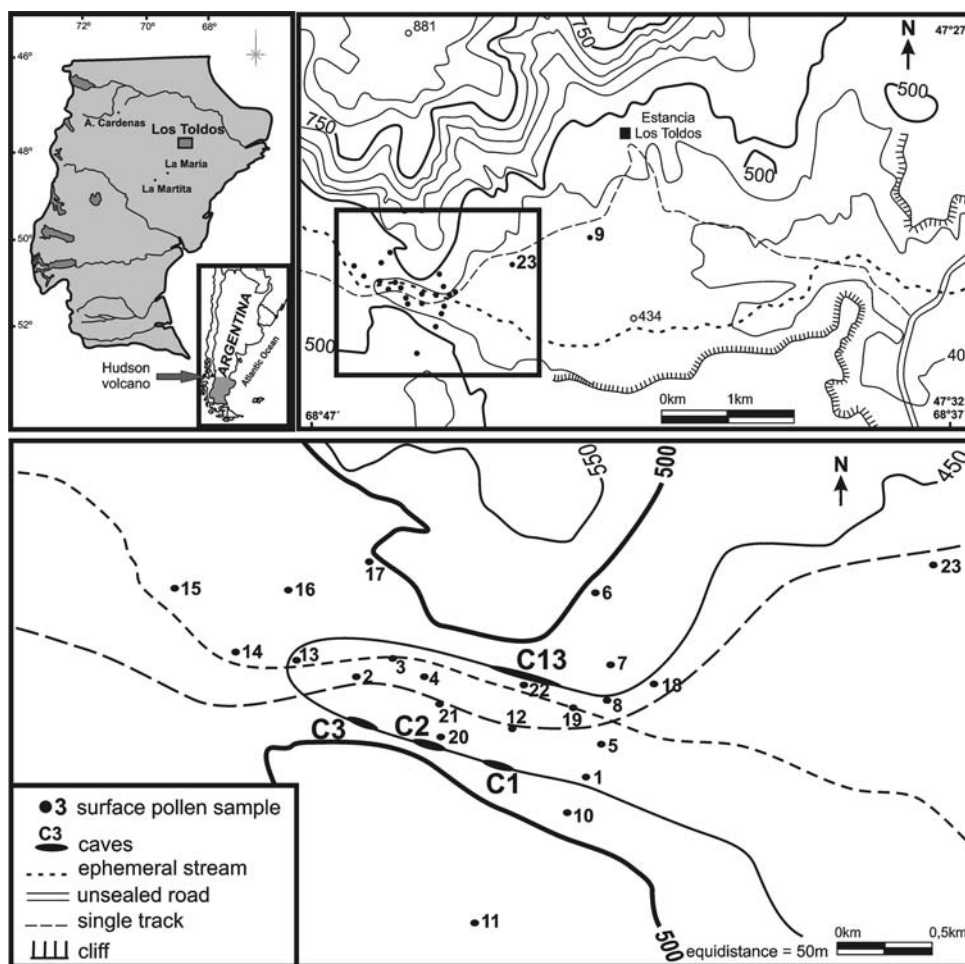 72°
70°
68°
46°
A. Cardenas
Los Toldos
48°
La María
La Martita
50°
52°
Hudson
volcano
ARGENTINA
Atlantic Ocean
881
750
47°27
N
500
Estancia
Los Toldos
750
500
9
23
434
500
40
0km 1km
47°32
68°47´
68°37
550
500
450
N
23
17
15
16
6
14
13
3
C13
7
2
4
22
18
8
21
12
19
C3
C2
20
5
C1
1
10
11
500
3 surface pollen sample
C3
caves
ephemeral stream
unsealed road
single track
cliff
0km 0,5km
equidistance = 50m